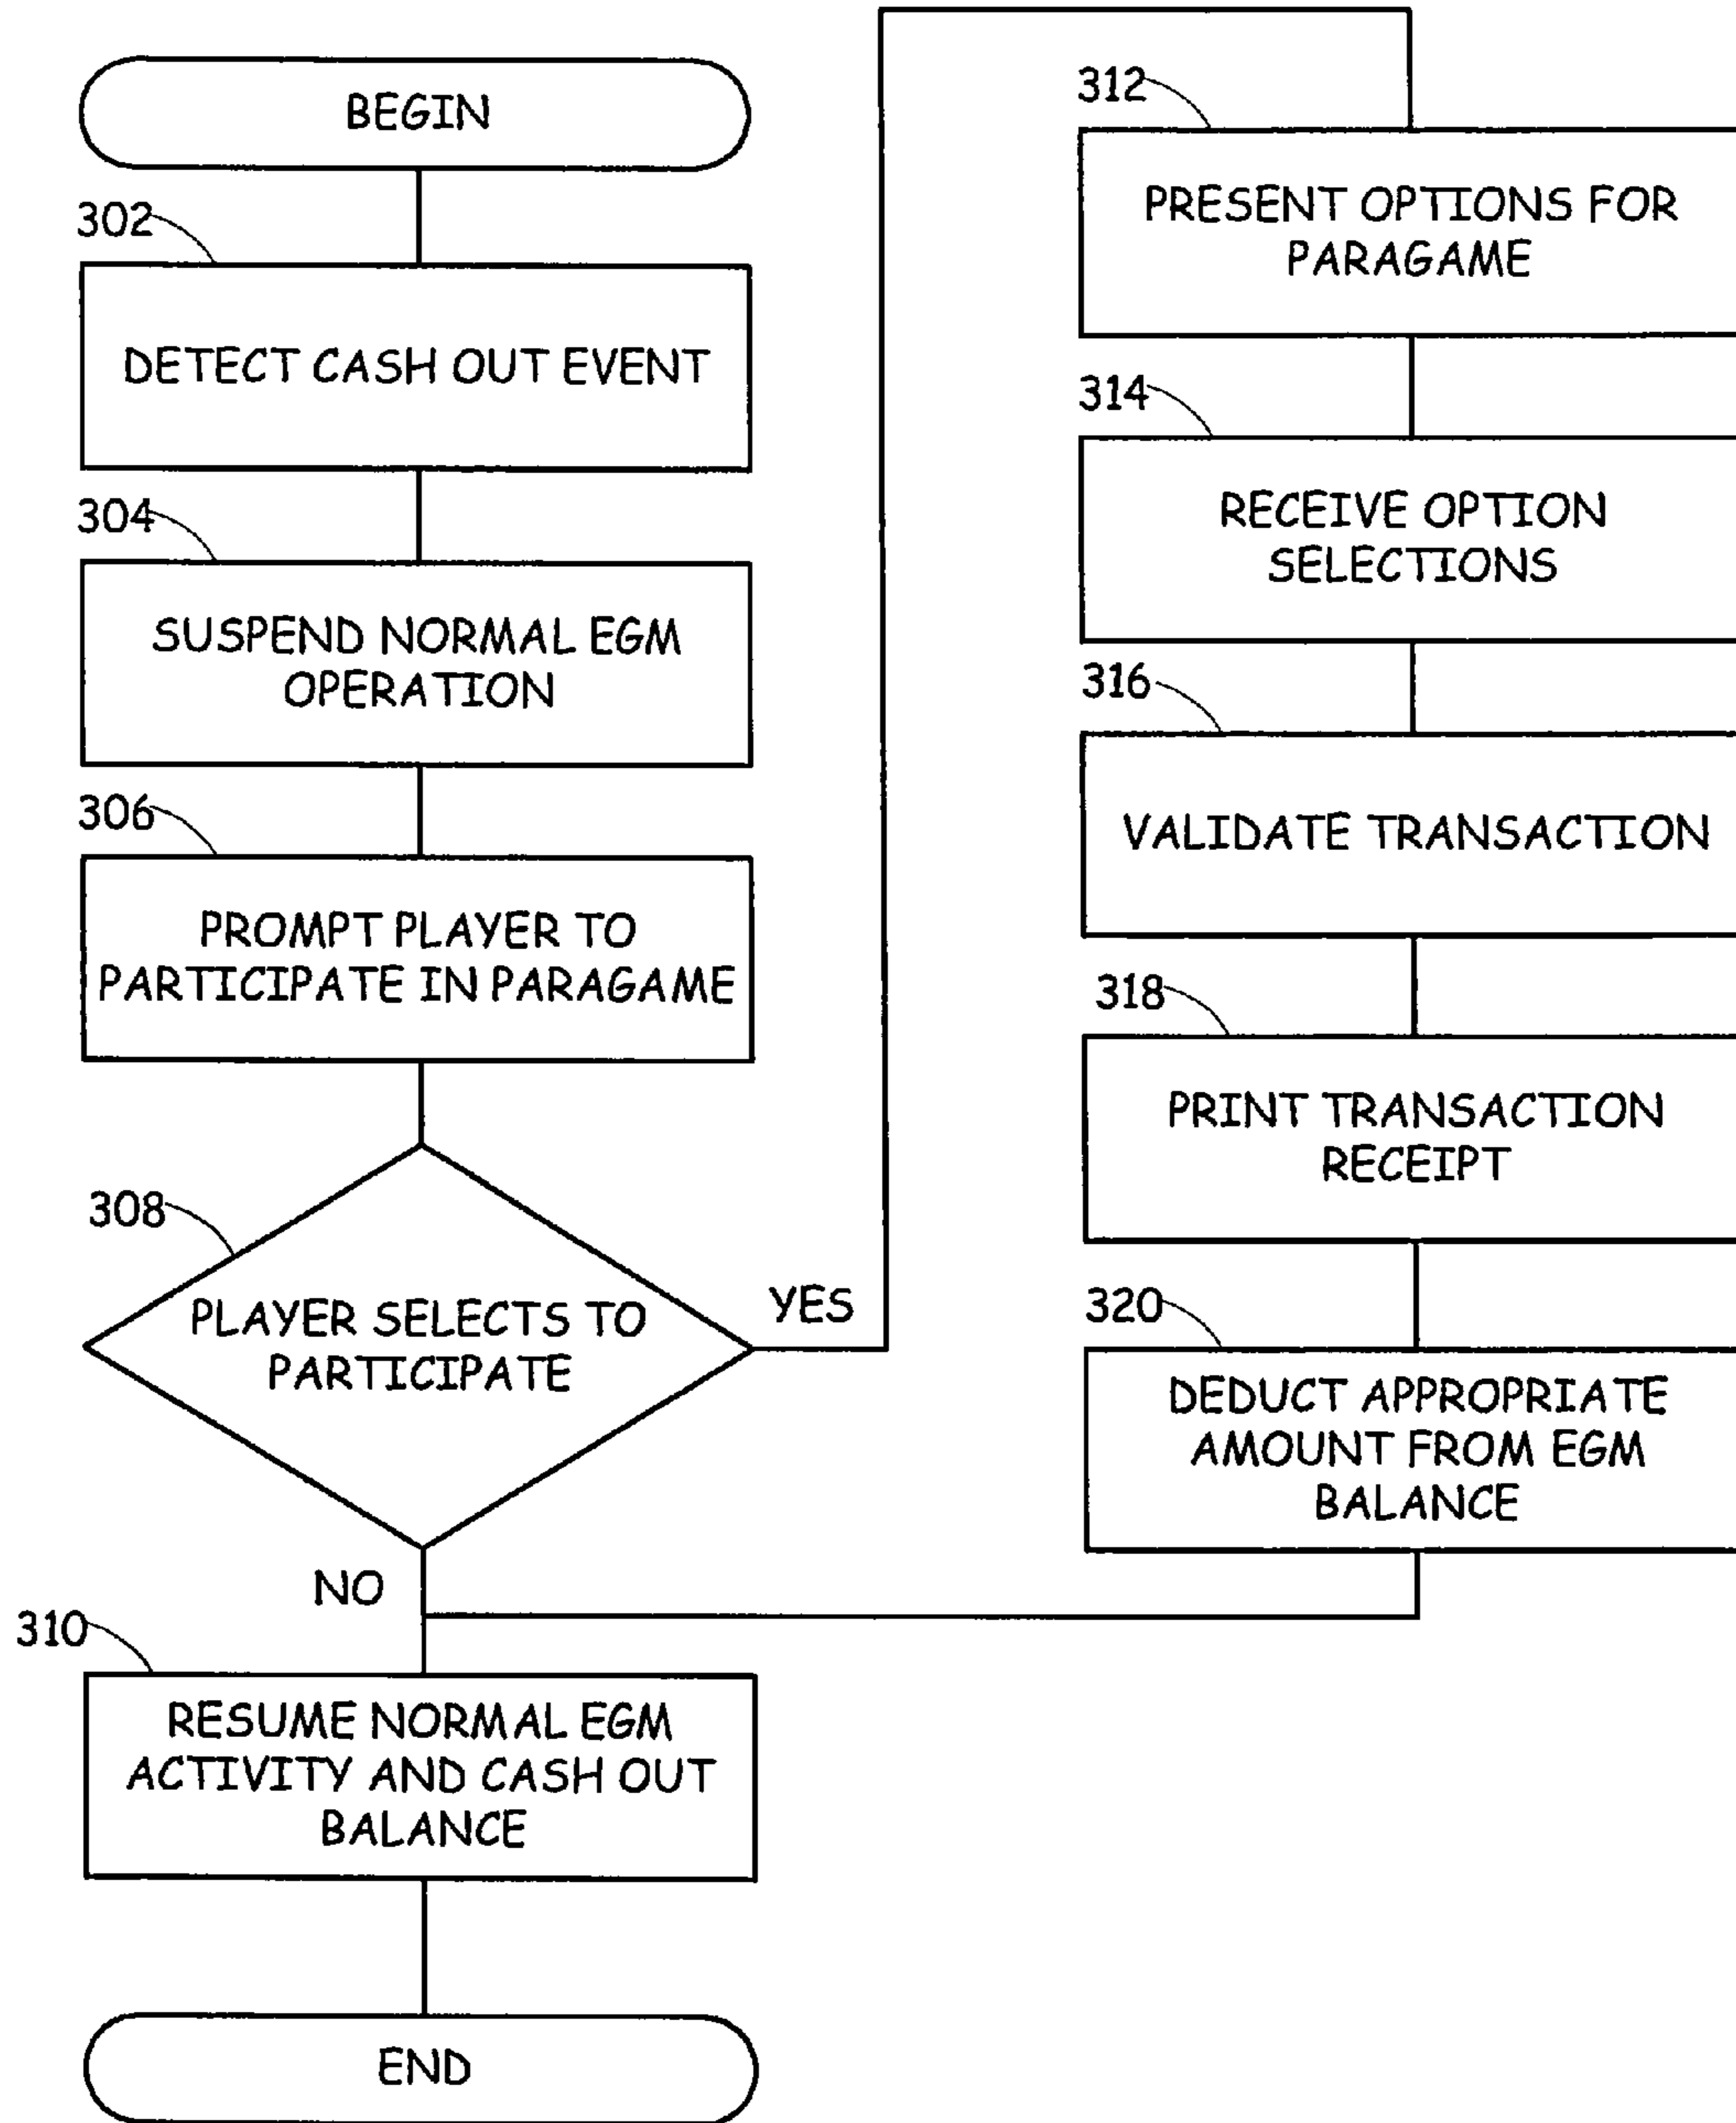 BEGIN
302
DETECT CASH OUT EVENT
304
SUSPEND NORMAL EGM
OPERATION
306
PROMPT PLAYER TO
PARTICIPATE IN PARAGAME
308
PLAYER SELECTS TO
PARTICIPATE
YES
NO
310
RESUME NORMAL EGM
ACTIVITY AND CASH OUT
BALANCE
END
312
PRESENT OPTIONS FOR
PARAGAME
314
RECEIVE OPTION
SELECTIONS
316
VALIDATE TRANSACTION
318
PRINT TRANSACTION
RECEIPT
320
DEDUCT APPROPRIATE
AMOUNT FROM EGM
BALANCE